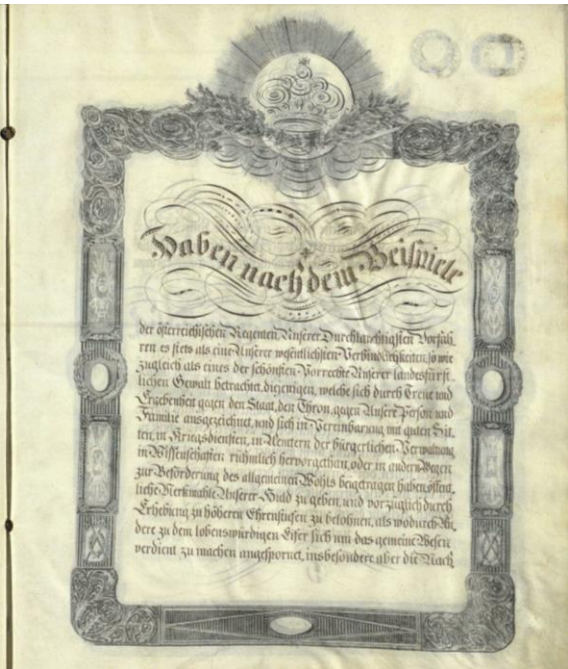 Haben nach dem Beispiele
der österreichischen Regenten Unserer Durchlauchtigsten Vorfah-
ren es stets als eine Unserer wesentlichsten Verbindlichkeiten, so wie
zugleich als eines der schönsten Vorrechte Unserer landesfürst-
lichen Gewalt betrachtet, diejenigen, welche sich durch Treue und
Ergebenheit gegen den Staat, den Thron, gegen Unsere Person und
Familie ausgezeichnet, und sich in Vereinbarung mit guten Sit-
ten, in Kriegsdiensten, in Aemtern der bürgerlichen Verwaltung
in Wissenschaften rühmlich hervorgethan, oder in andern Wegen
zur Beförderung des allgemeinen Wohls beigetragen haben, öffent-
liche Merkmahle Unserer Huld zu geben, und vorzüglich durch
Erhebung zu höheren Ehrenstufen zu belohnen, als wodurch An-
dere zu dem lobenswürdigen Eifer sich um das gemeine Wesen
verdient zu machen angespornet, insbesondere aber die Nach